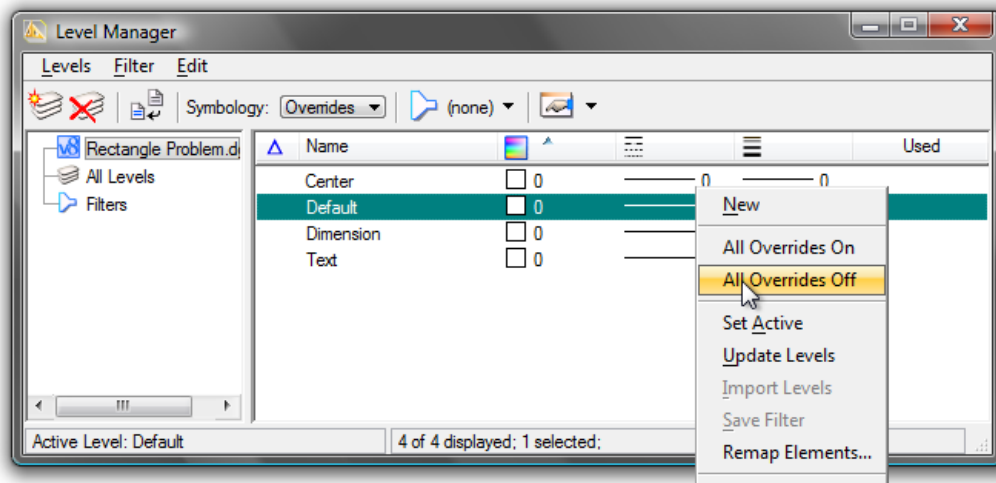 Level Manager
Levels Filter Edit
Symbology: Overrides (none)
v8 Rectangle Problem.d
All Levels
Filters
Name Used
Center 0 0 0
Default 0
Dimension 0
Text 0
New
All Overrides On
All Overrides Off
Set Active
Update Levels
Import Levels
Save Filter
Remap Elements...
Active Level: Default 4 of 4 displayed; 1 selected;